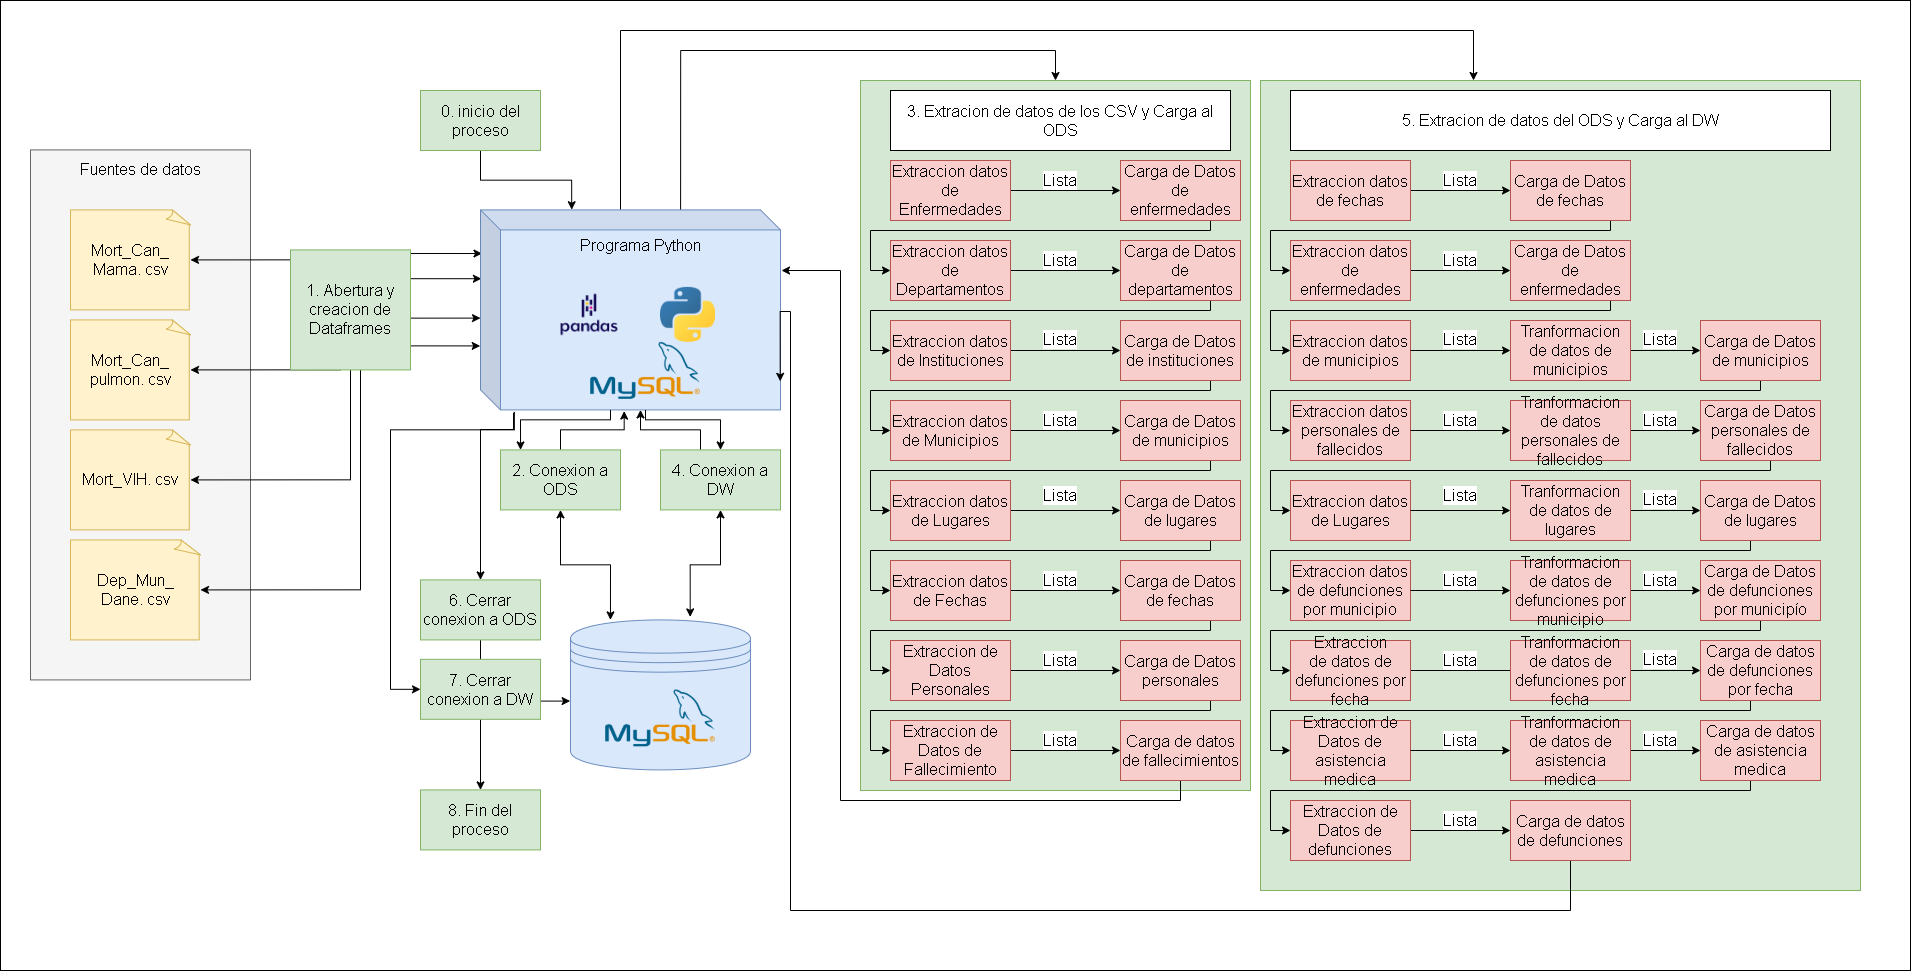 0. inicio del
proceso
Fuentes de datos
Mort_Can_
Mama. csv
Mort_Can_
pulmon. csv
Mort_VIH. csv
Dep_Mun_
Dane. csv
1. Abertura y
creacion de
Dataframes
Programa Python
pandas
MySQL®
2. Conexion a
ODS
4. Conexion a
DW
6. Cerrar
conexion a ODS
7. Cerrar
conexion a DW
MySQL®
8. Fin del
proceso
3. Extracion de datos de los CSV y Carga al
ODS
Extraccion datos
de
Enfermedades
Lista
Carga de Datos
de
enfermedades
Extraccion datos
de
Departamentos
Lista
Carga de Datos
de
departamentos
Extraccion datos
de Instituciones
Lista
Carga de Datos
de instituciones
Extraccion datos
de Municipios
Lista
Carga de Datos
de municipios
Extraccion datos
de Lugares
Lista
Carga de Datos
de lugares
Extraccion datos
de Fechas
Lista
Carga de Datos
de fechas
Extraccion de
Datos
Personales
Lista
Carga de Datos
personales
Extraccion de
Datos de
Fallecimiento
Lista
Carga de datos
de fallecimientos
5. Extracion de datos del ODS y Carga al DW
Extraccion datos
de fechas
Lista
Carga de Datos
de fechas
Extraccion datos
de
enfermedades
Lista
Carga de Datos
de
enfermedades
Extraccion datos
de municipios
Lista
Tranformacion
de datos de
municipios
Lista
Carga de Datos
de municipios
Extraccion datos
personales de
fallecidos
Lista
Tranformacion
de datos
personales de
fallecidos
Lista
Carga de Datos
personales de
fallecidos
Extraccion datos
de Lugares
Lista
Tranformacion
de datos de
lugares
Lista
Carga de Datos
de lugares
Extraccion datos
de defunciones
por municipio
Lista
Tranformacion
de datos de
defunciones por
municipio
Lista
Carga de Datos
de defunciones
por municipio
Extraccion
de datos de
defunciones por
fecha
Lista
Tranformacion
de datos de
defunciones por
fecha
Lista
Carga de datos
de defunciones
por fecha
Extraccion de
Datos de
asistencia
medica
Lista
Tranformacion
de datos de
asistencia
medica
Lista
Carga de datos
de asistencia
medica
Extraccion de
Datos de
defunciones
Lista
Carga de datos
de defunciones